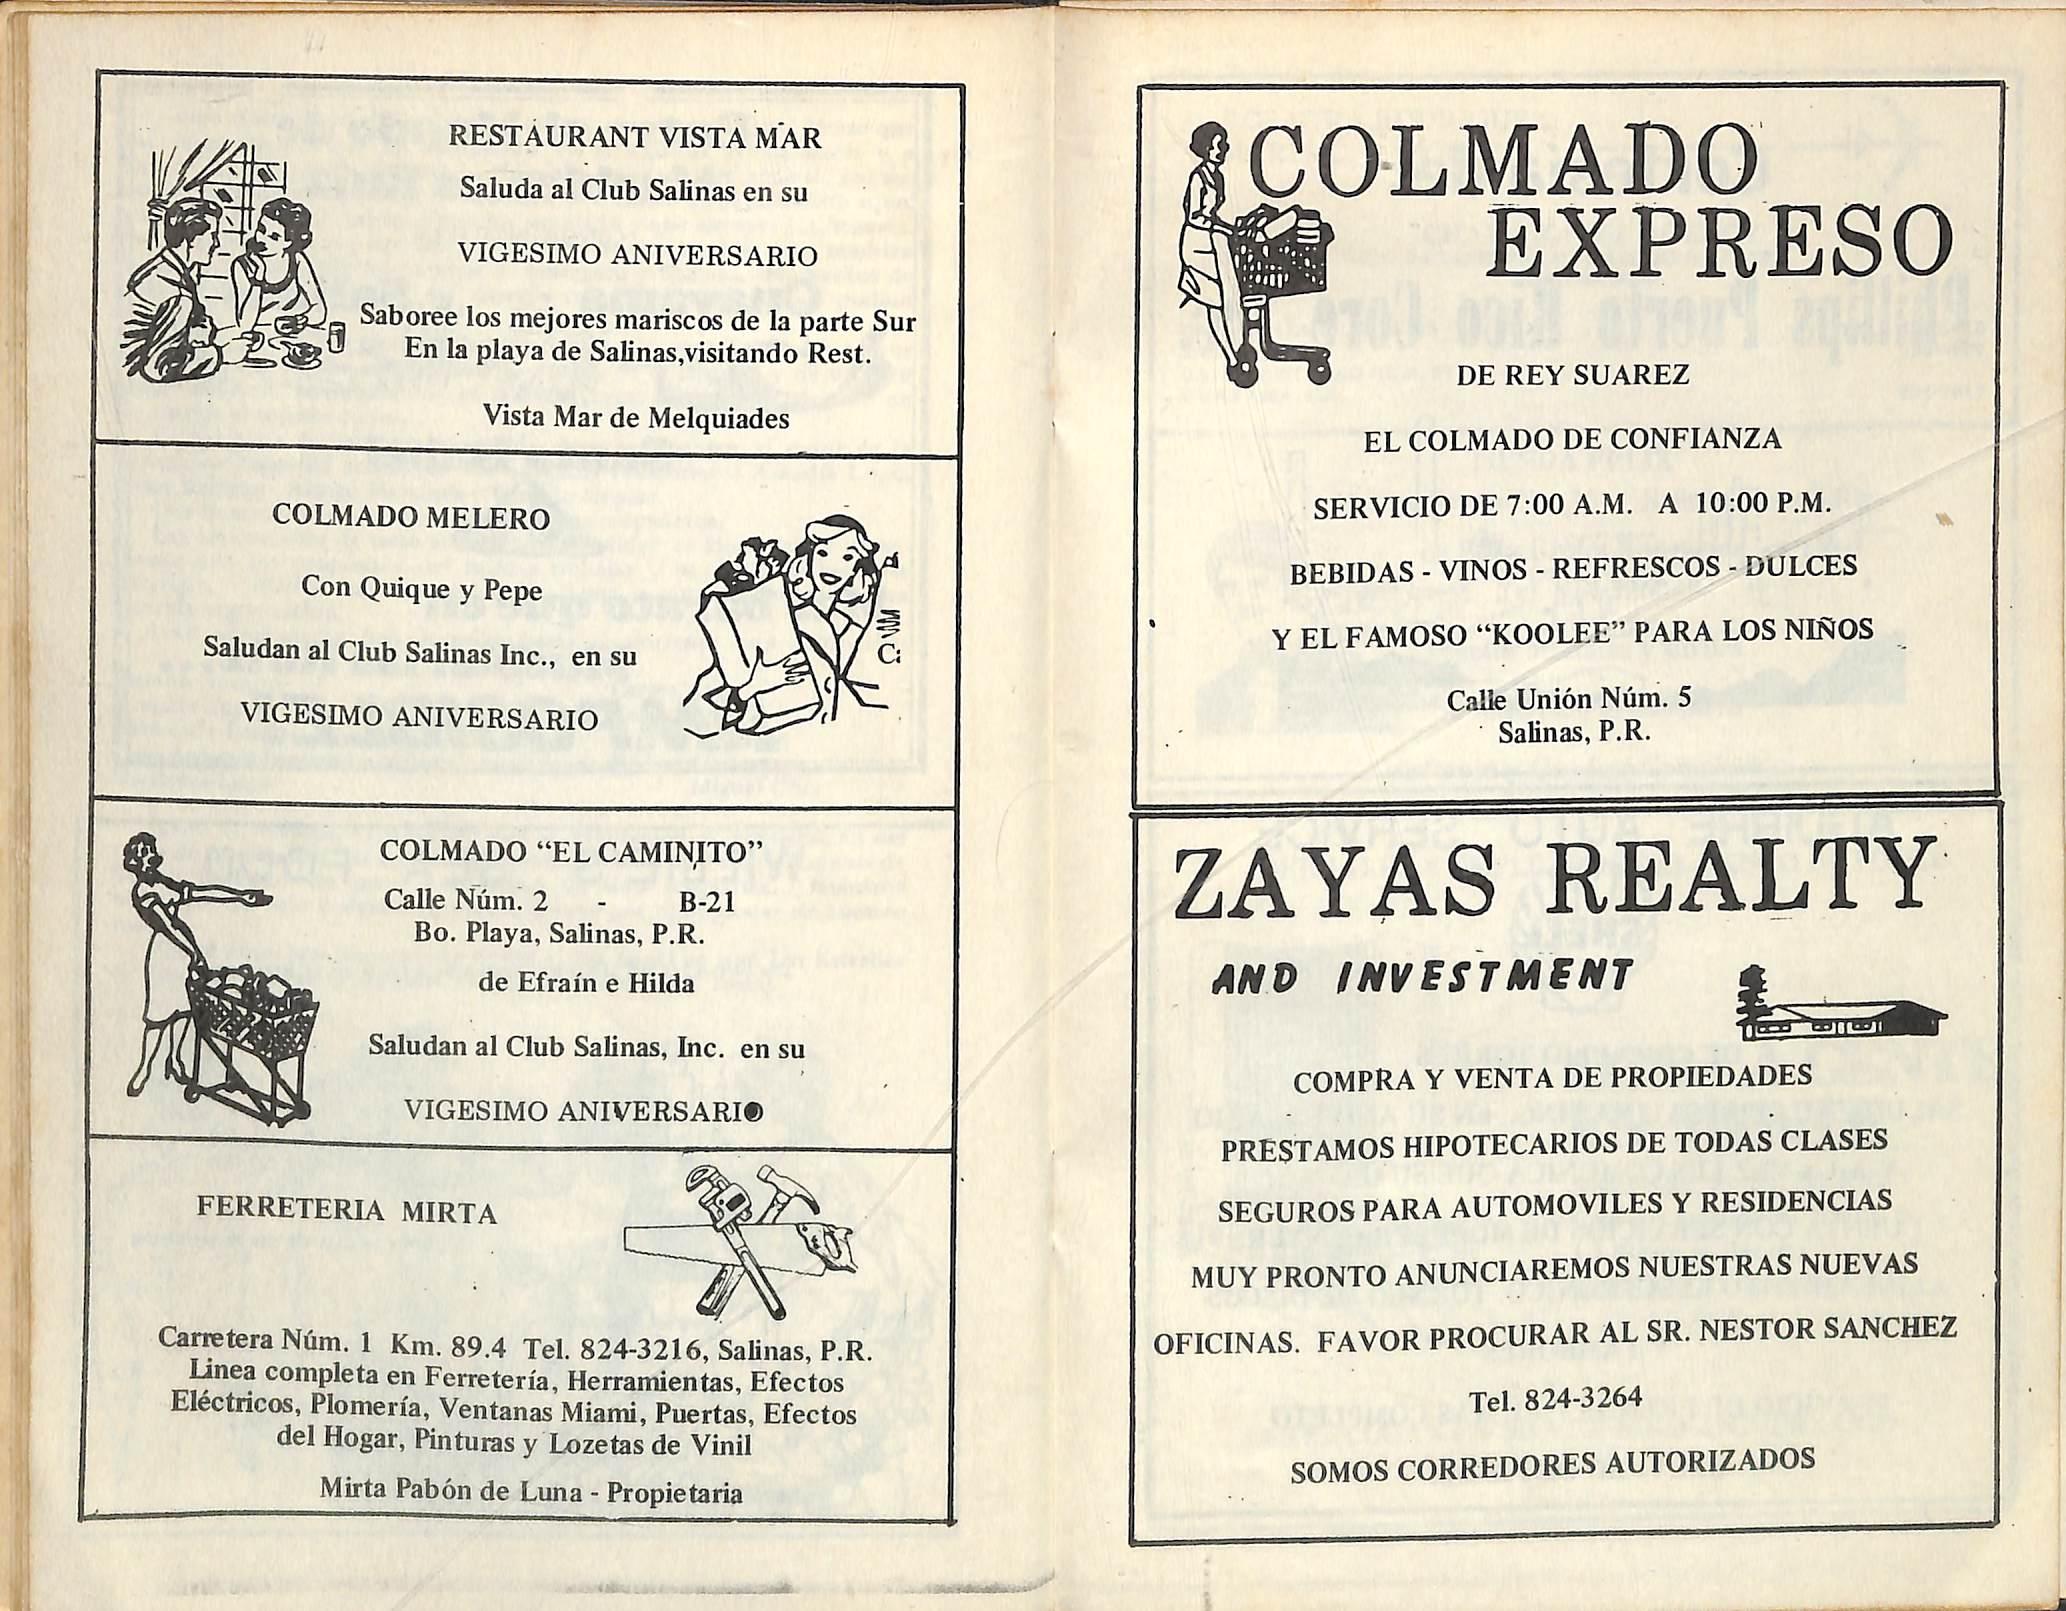 RESTAURANT VISTA MAR
Saluda al Club Salinas en su
VIGESIMO ANIVERSARIO
Saboree los mejores mariscos de la parte Sur
En la playa de Salinas,visitando Rest.
Vista Mar de Melquiades
COLMADO MELERO
Con Quique y Pepe
Saludan al Club Salinas Inc., en su
VIGESIMO ANIVERSARIO
COLMADO “EL CAMINITO”
Calle Núm. 2 - B-21
Bo. Playa, Salinas, P.R.
de Efraín e Hilda
Saludan al Club Salinas, Inc. en su
VIGESIMO ANIVERSARIO
FERRETERIA MIRTA
Carretera Núm. 1 Km. 89.4 Tel. 824-3216, Salinas, P.R.
Linea completa en Ferretería, Herramientas, Efectos
Eléctricos, Plomería, Ventanas Miami, Puertas, Efectos
del Hogar, Pinturas y Lozetas de Vinil
Mirta Pabón de Luna - Propietaria
COLMADO
EXPRESO
DE REY SUAREZ
EL COLMADO DE CONFIANZA
SERVICIO DE 7:00 A.M. A 10:00 P.M.
BEBIDAS - VINOS - REFRESCOS - DULCES
Y EL FAMOSO “KOOLEE” PARA LOS NIÑOS
Calle Unión Núm. 5
Salinas, P.R.
ZAYAS REALTY
AND INVESTMENT
COMPRA Y VENTA DE PROPIEDADES
PRESTAMOS HIPOTECARIOS DE TODAS CLASES
SEGUROS PARA AUTOMOVILES Y RESIDENCIAS
MUY PRONTO ANUNCIAREMOS NUESTRAS NUEVAS
OFICINAS. FAVOR PROCURAR AL SR. NESTOR SANCHEZ
Tel. 824-3264
SOMOS CORREDORES AUTORIZADOS